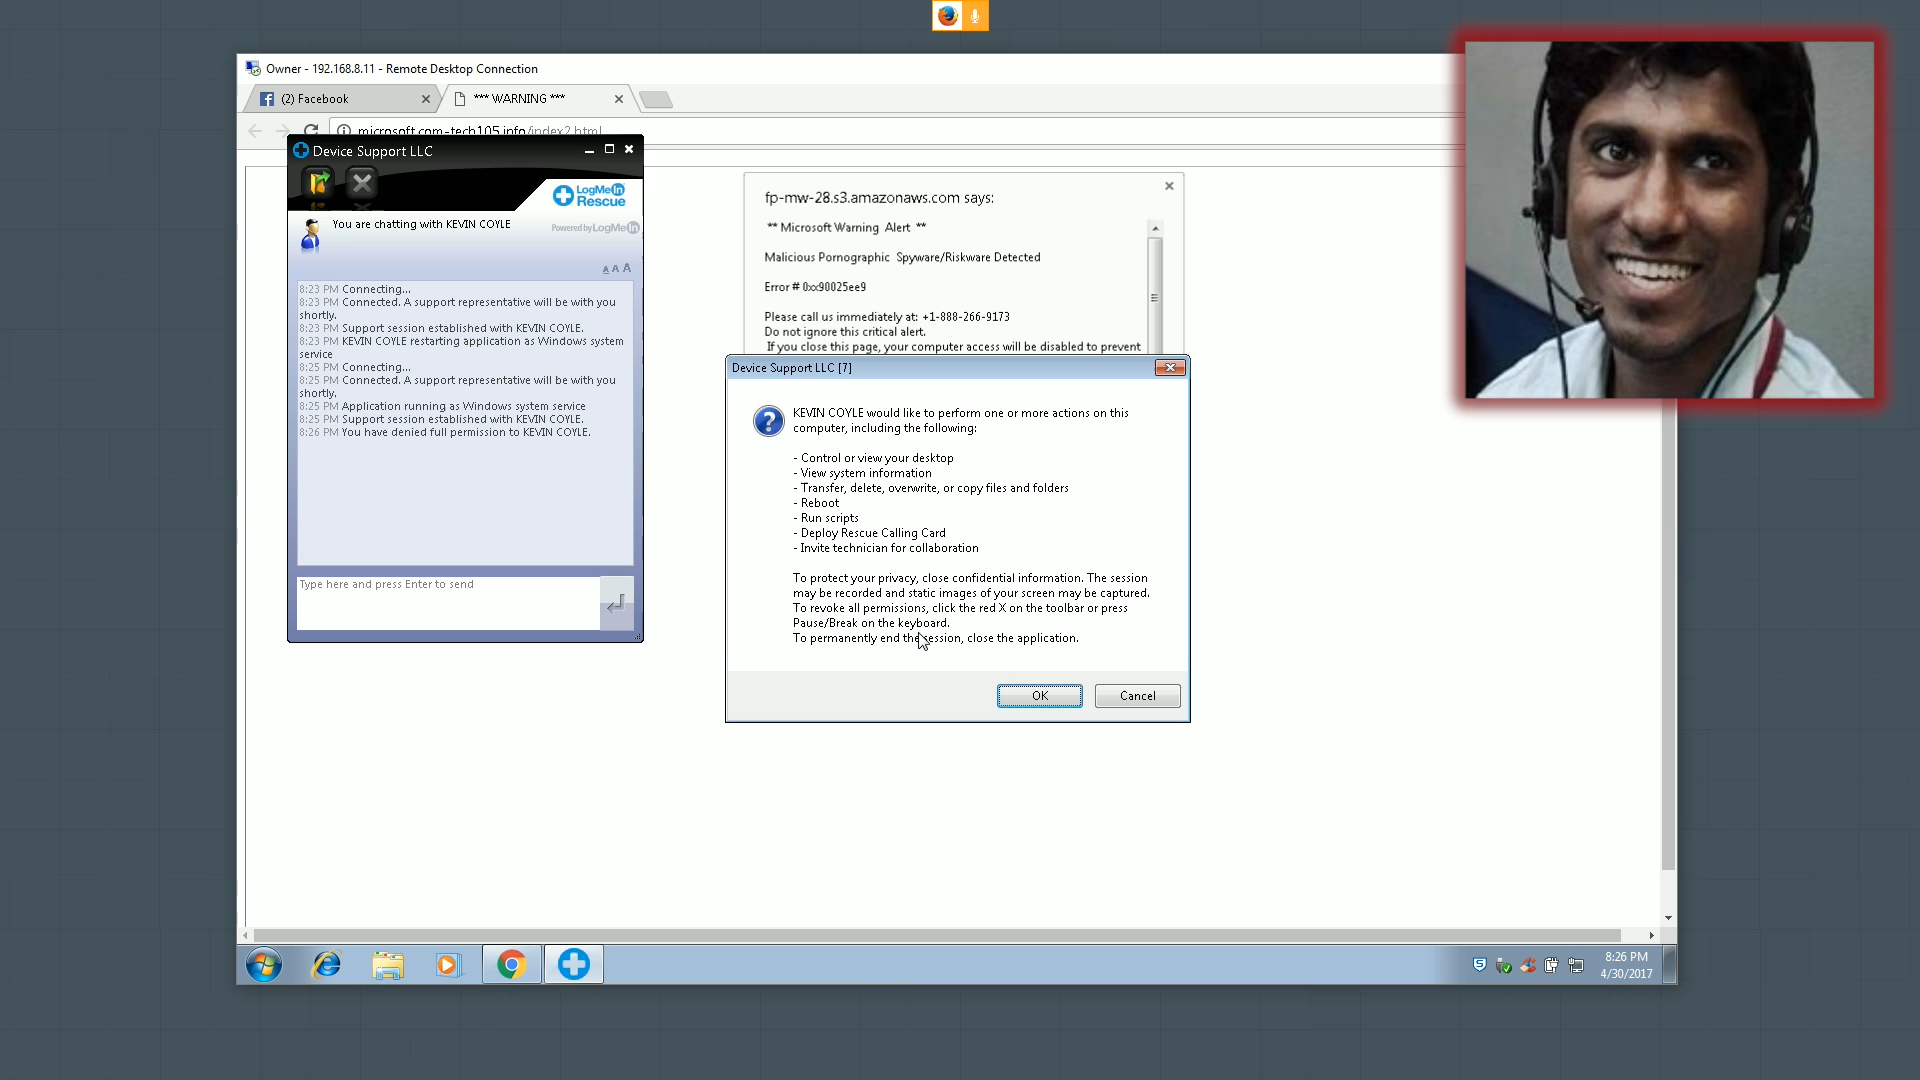 Owner - 192.168.8.11 - Remote Desktop Connection
(2) Facebook
*** WARNING ***
microsoft.com-tech105.info/index2.html
Device Support LLC
LogMeIn
Rescue
You are chatting with KEVIN COYLE
Powered by LogMeIn
A A A
8:23 PM Connecting...
8:23 PM Connected. A support representative will be with you
shortly.
8:23 PM Support session established with KEVIN COYLE.
8:23 PM KEVIN COYLE restarting application as Windows system
service
8:25 PM Connecting...
8:25 PM Connected. A support representative will be with you
shortly.
8:25 PM Application running as Windows system service
8:25 PM Support session established with KEVIN COYLE.
8:26 PM You have denied full permission to KEVIN COYLE.
Type here and press Enter to send
fp-mw-28.s3.amazonaws.com says:
** Microsoft Warning Alert **
Malicious Pornographic Spyware/Riskware Detected
Error # 0xx90025ee9
Please call us immediately at: +1-888-266-9173
Do not ignore this critical alert.
If you close this page, your computer access will be disabled to prevent
Device Support LLC [7]
KEVIN COYLE would like to perform one or more actions on this
computer, including the following:
- Control or view your desktop
- View system information
- Transfer, delete, overwrite, or copy files and folders
- Reboot
- Run scripts
- Deploy Rescue Calling Card
- Invite technician for collaboration
To protect your privacy, close confidential information. The session
may be recorded and static images of your screen may be captured.
To revoke all permissions, click the red X on the toolbar or press
Pause/Break on the keyboard.
To permanently end the session, close the application.
OK
Cancel
8:26 PM
4/30/2017